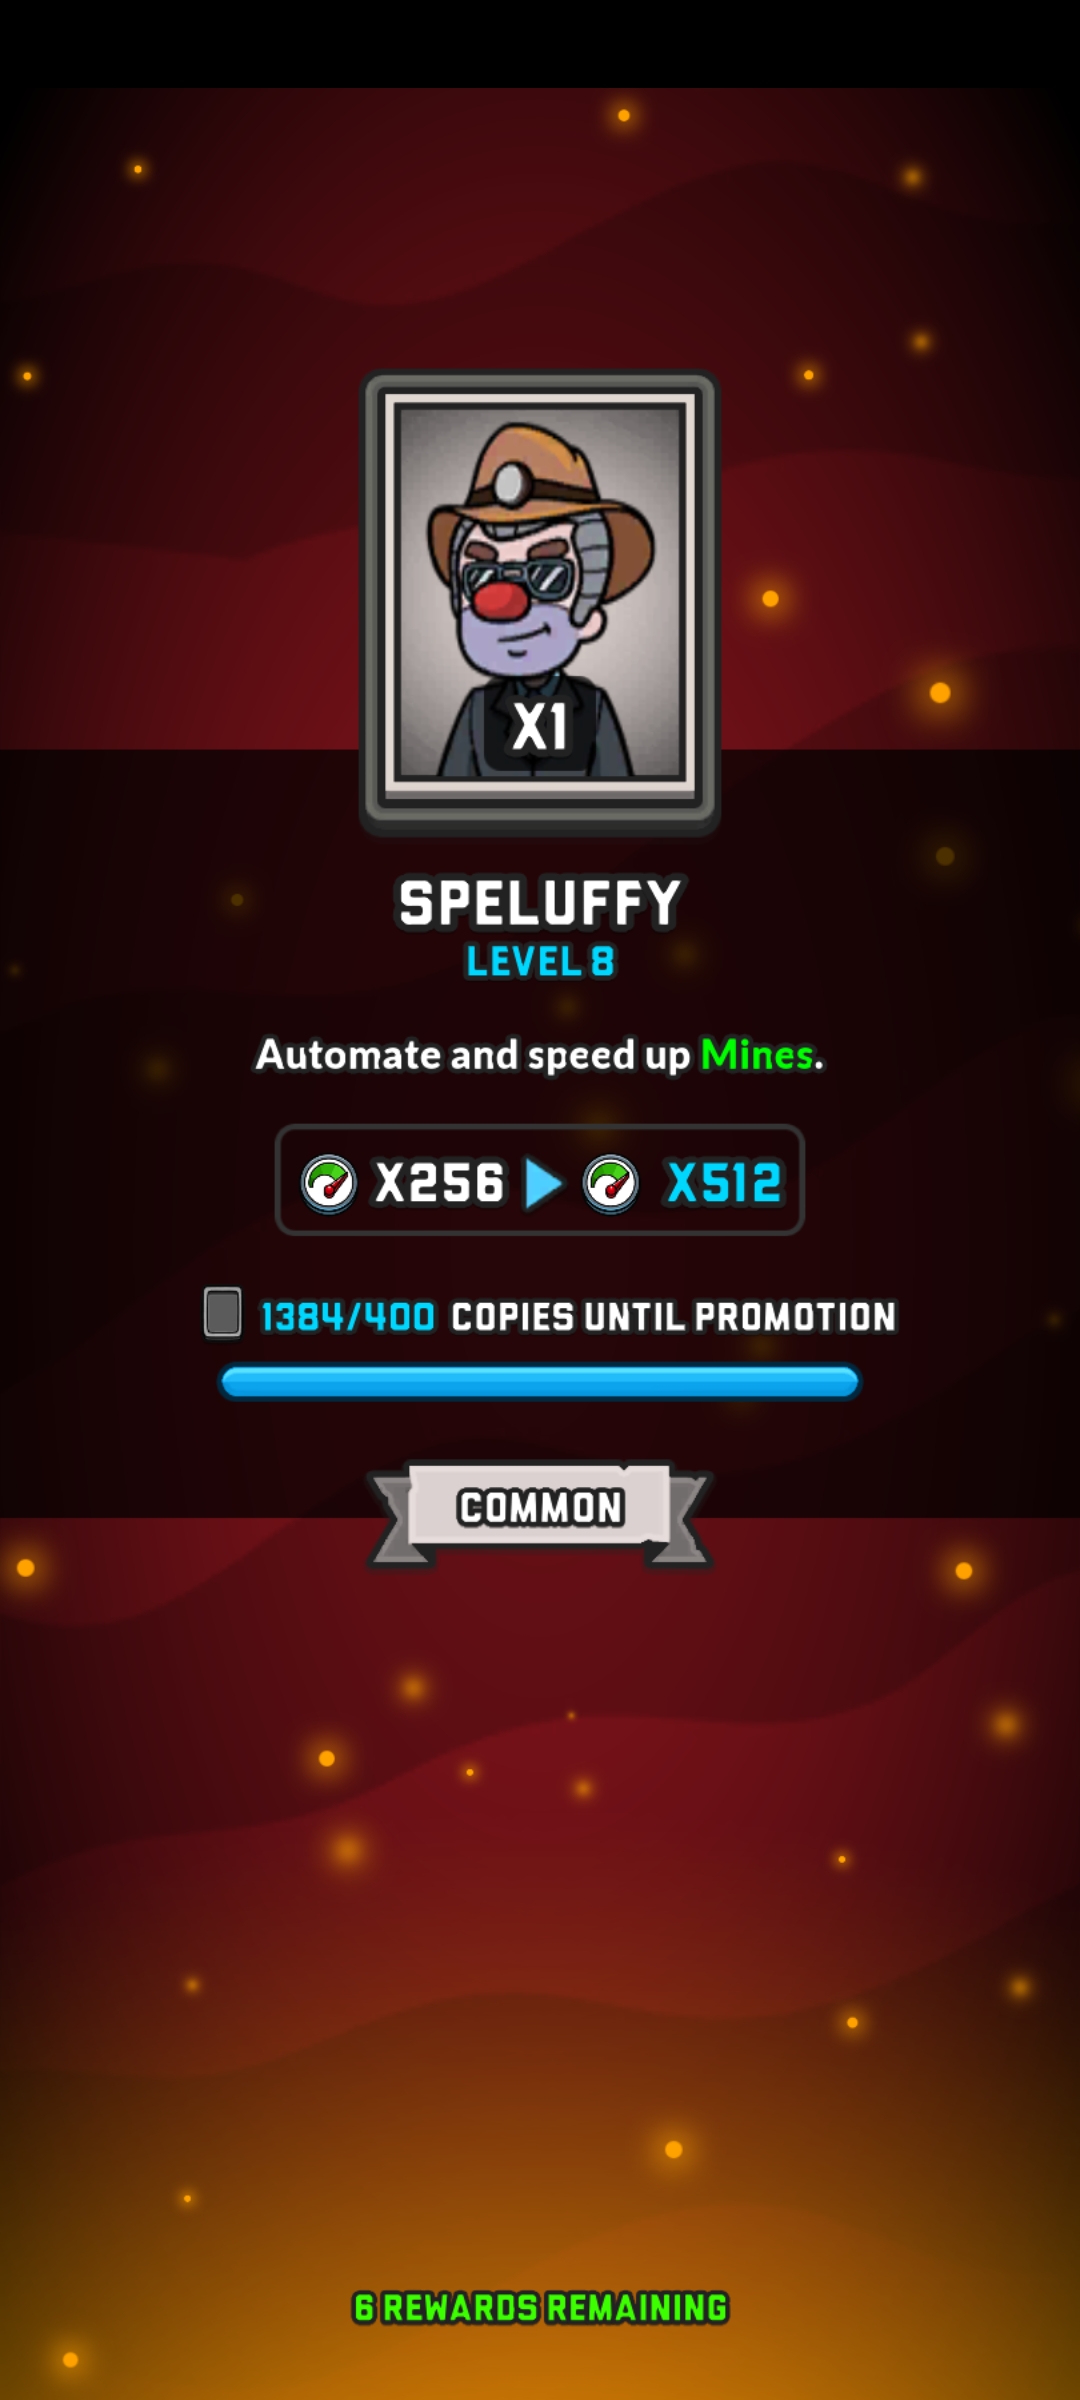 X1
SPELUFFY
LEVEL 8
Automate and speed up Mines.
X256 X512
1384/400 COPIES UNTIL PROMOTION
COMMON
6 REWARDS REMAINING